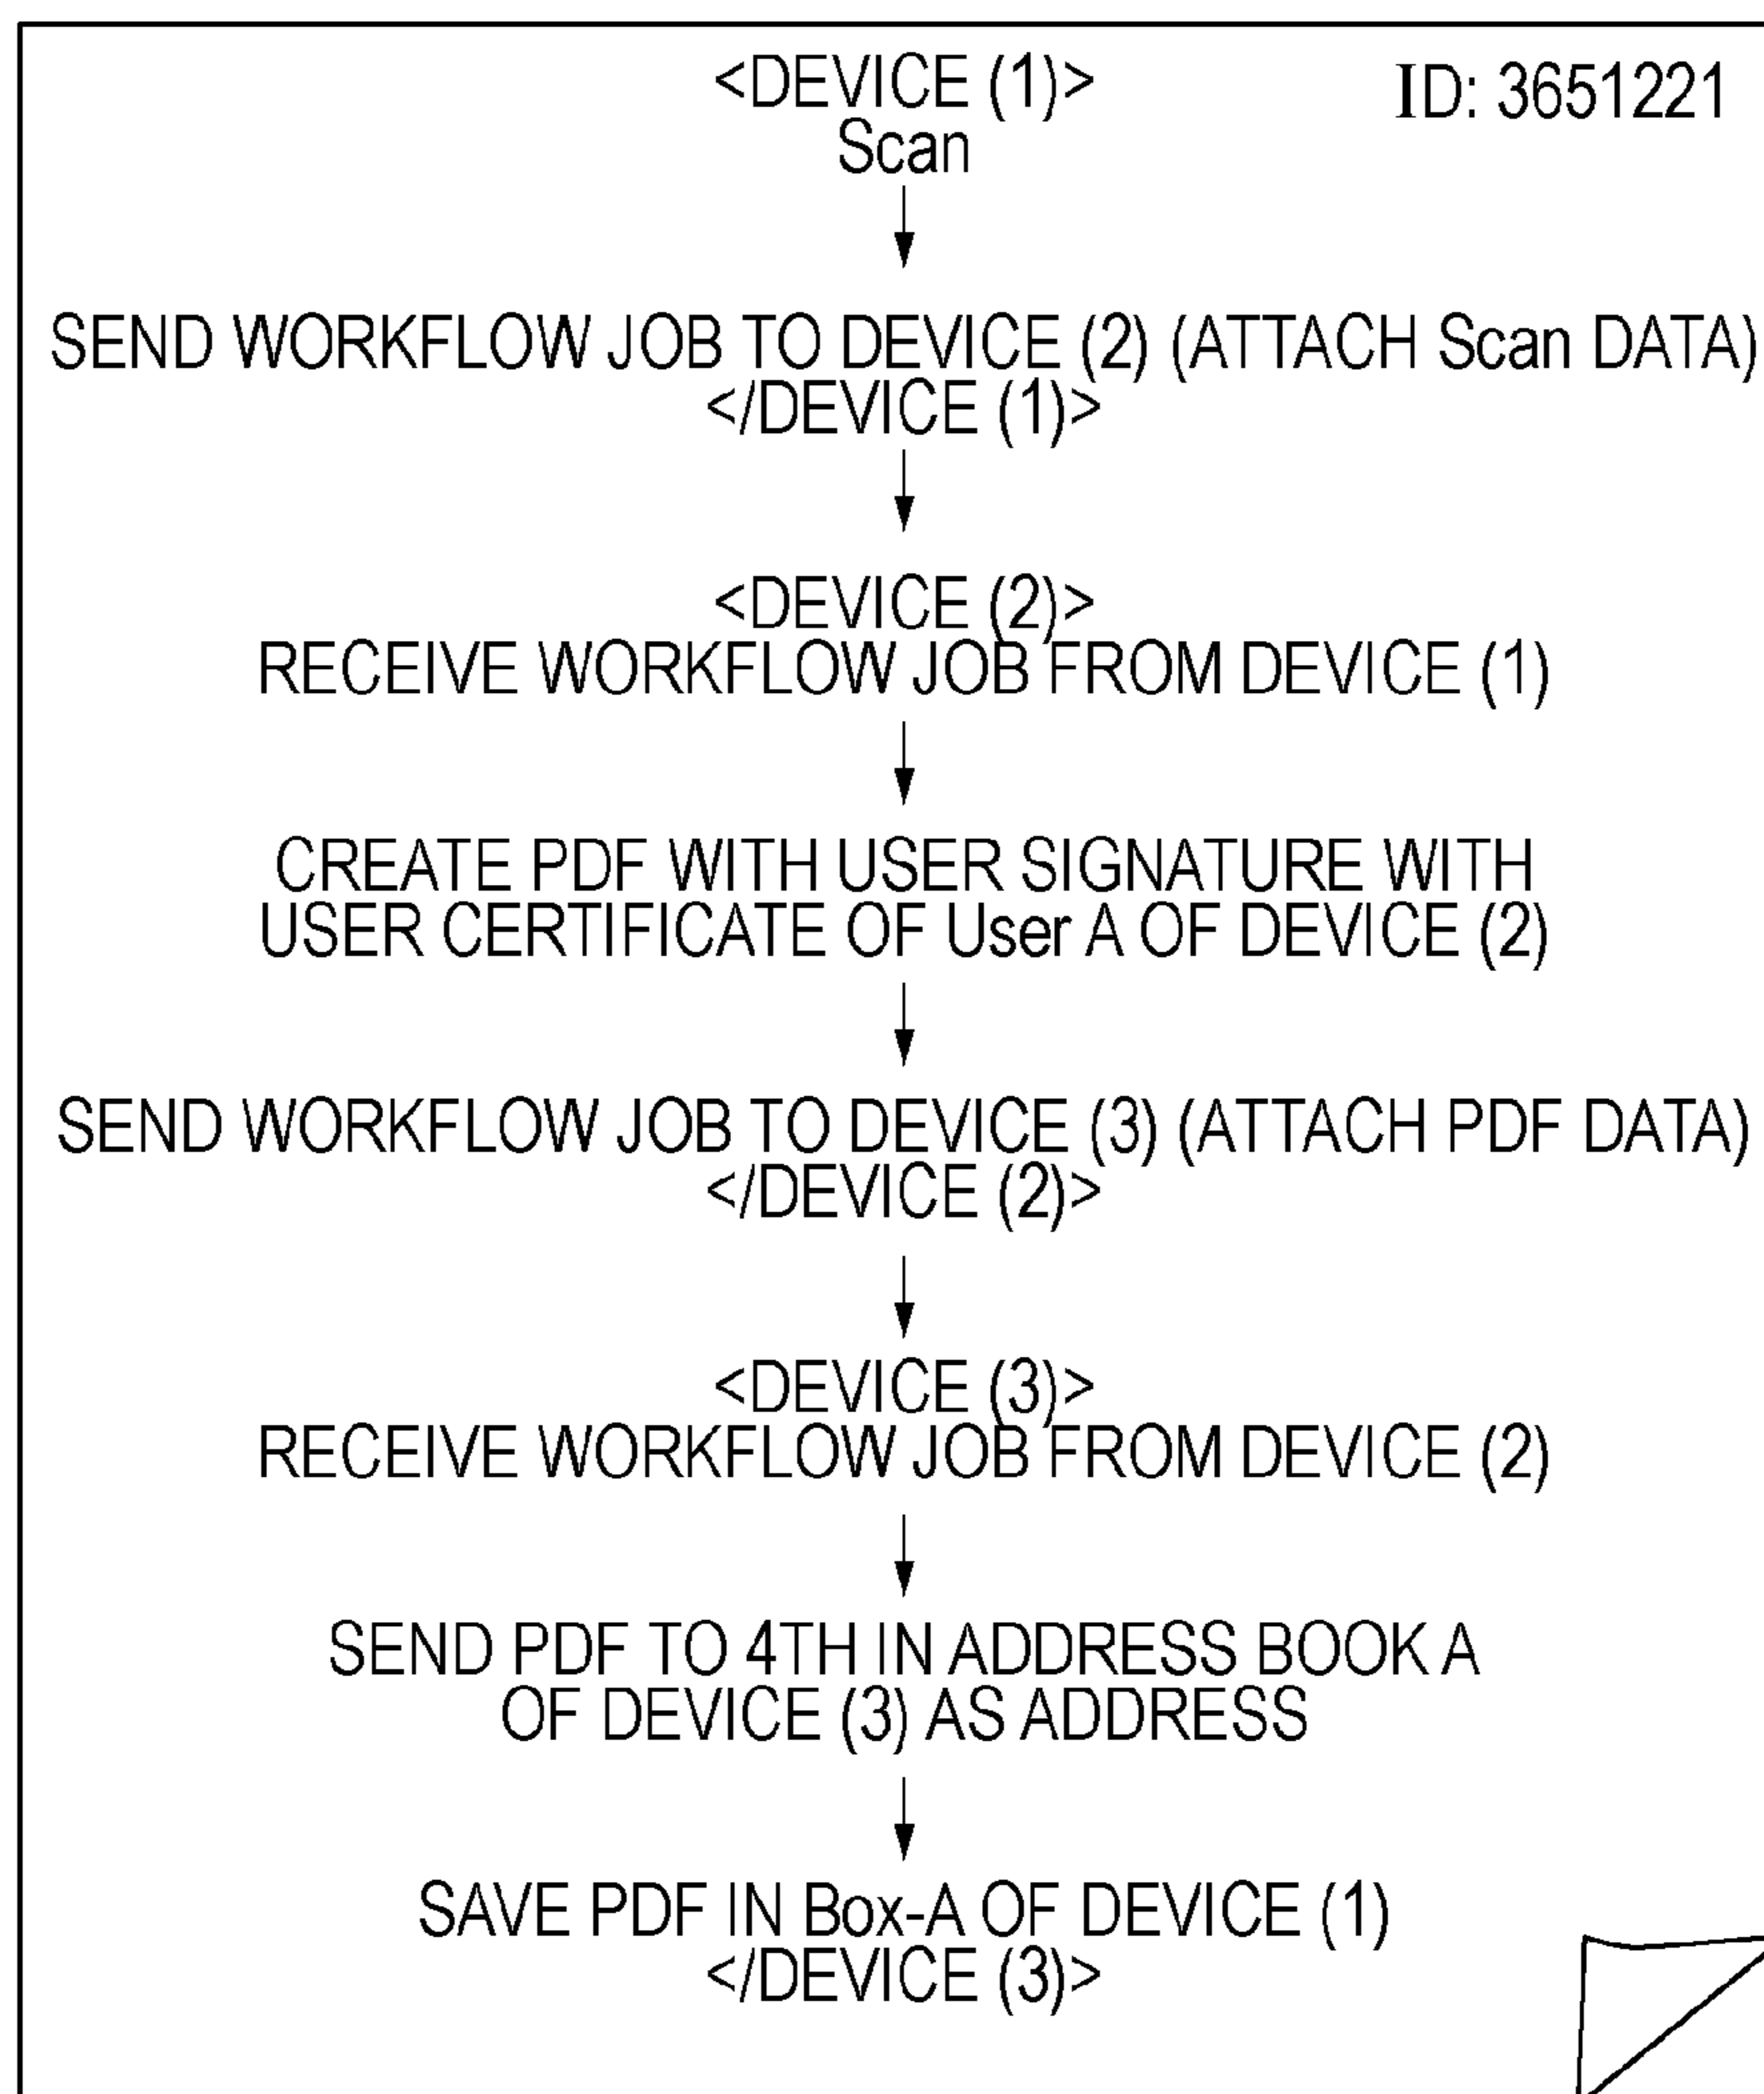 <DEVICE (1)>
ID: 3651221
Scan
SEND WORKFLOW JOB TO DEVICE (2) (ATTACH Scan DATA)
</DEVICE (1)>
<DEVICE (2)>
RECEIVE WORKFLOW JOB FROM DEVICE (1)
CREATE PDF WITH USER SIGNATURE WITH
USER CERTIFICATE OF User A OF DEVICE (2)
SEND WORKFLOW JOB TO DEVICE (3) (ATTACH PDF DATA)
</DEVICE (2)>
<DEVICE (3)>
RECEIVE WORKFLOW JOB FROM DEVICE (2)
SEND PDF TO 4TH IN ADDRESS BOOK A
OF DEVICE (3) AS ADDRESS
SAVE PDF IN Box-A OF DEVICE (1)
</DEVICE (3)>